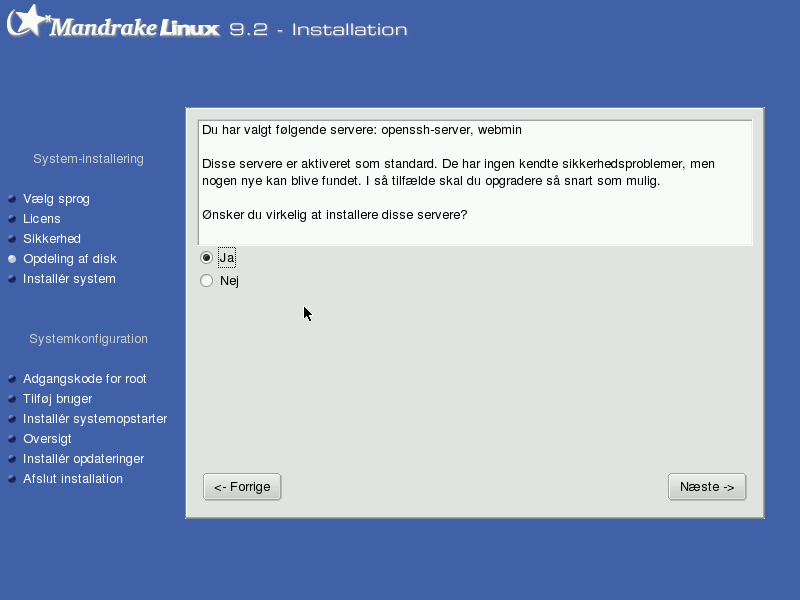 MandrakeLinux 9.2 - Installation
System-installering
Vælg sprog
Licens
Sikkerhed
Opdeling af disk
Installér system
Systemkonfiguration
Adgangskode for root
Tilføj bruger
Installér systemopstarter
Oversigt
Installér opdateringer
Afslut installation
Du har valgt følgende servere: openssh-server, webmin
Disse servere er aktiveret som standard. De har ingen kendte sikkerhedsproblemer, men
nogen nye kan blive fundet. I så tilfælde skal du opgradere så snart som mulig.
Ønsker du virkelig at installere disse servere?
Ja
Nej
<- Forrige
Næste ->